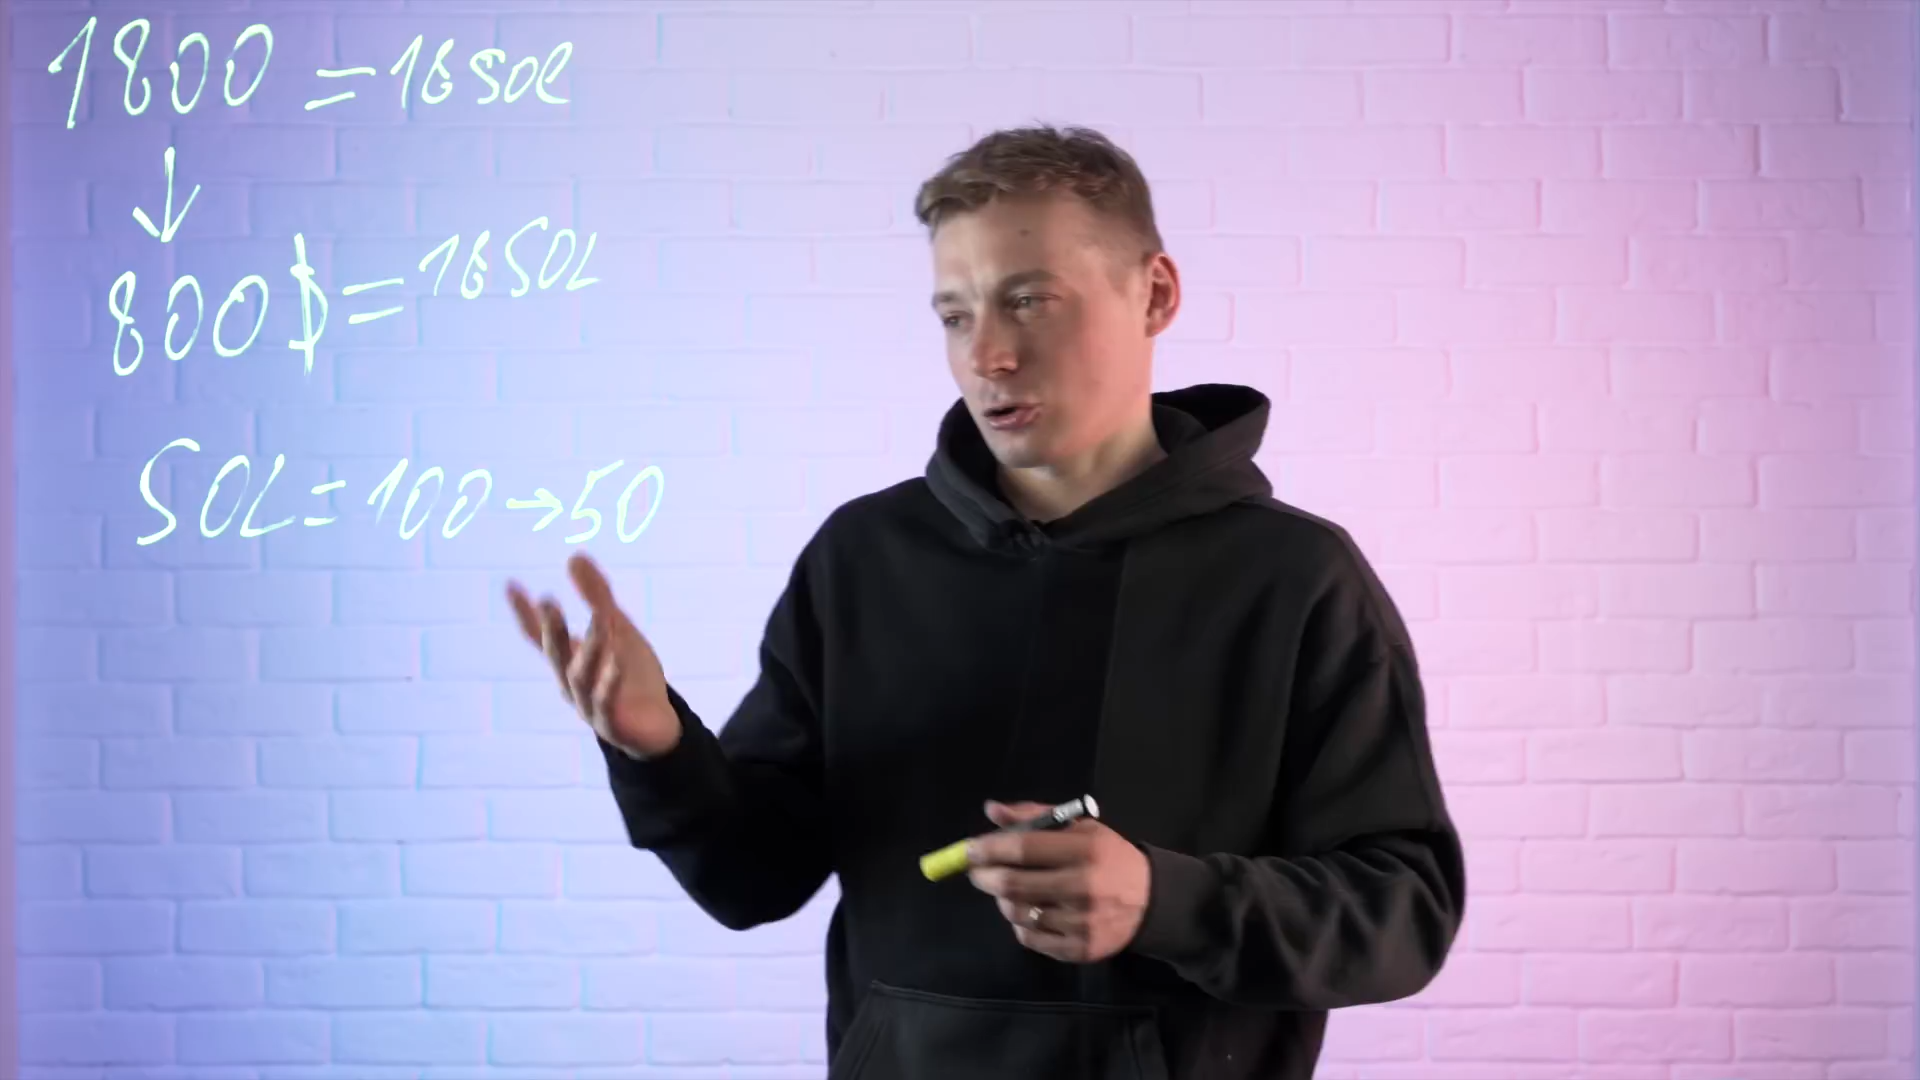 1800 = 16 SOL
↓
800$ = 16 SOL
SOL = 100 → 50